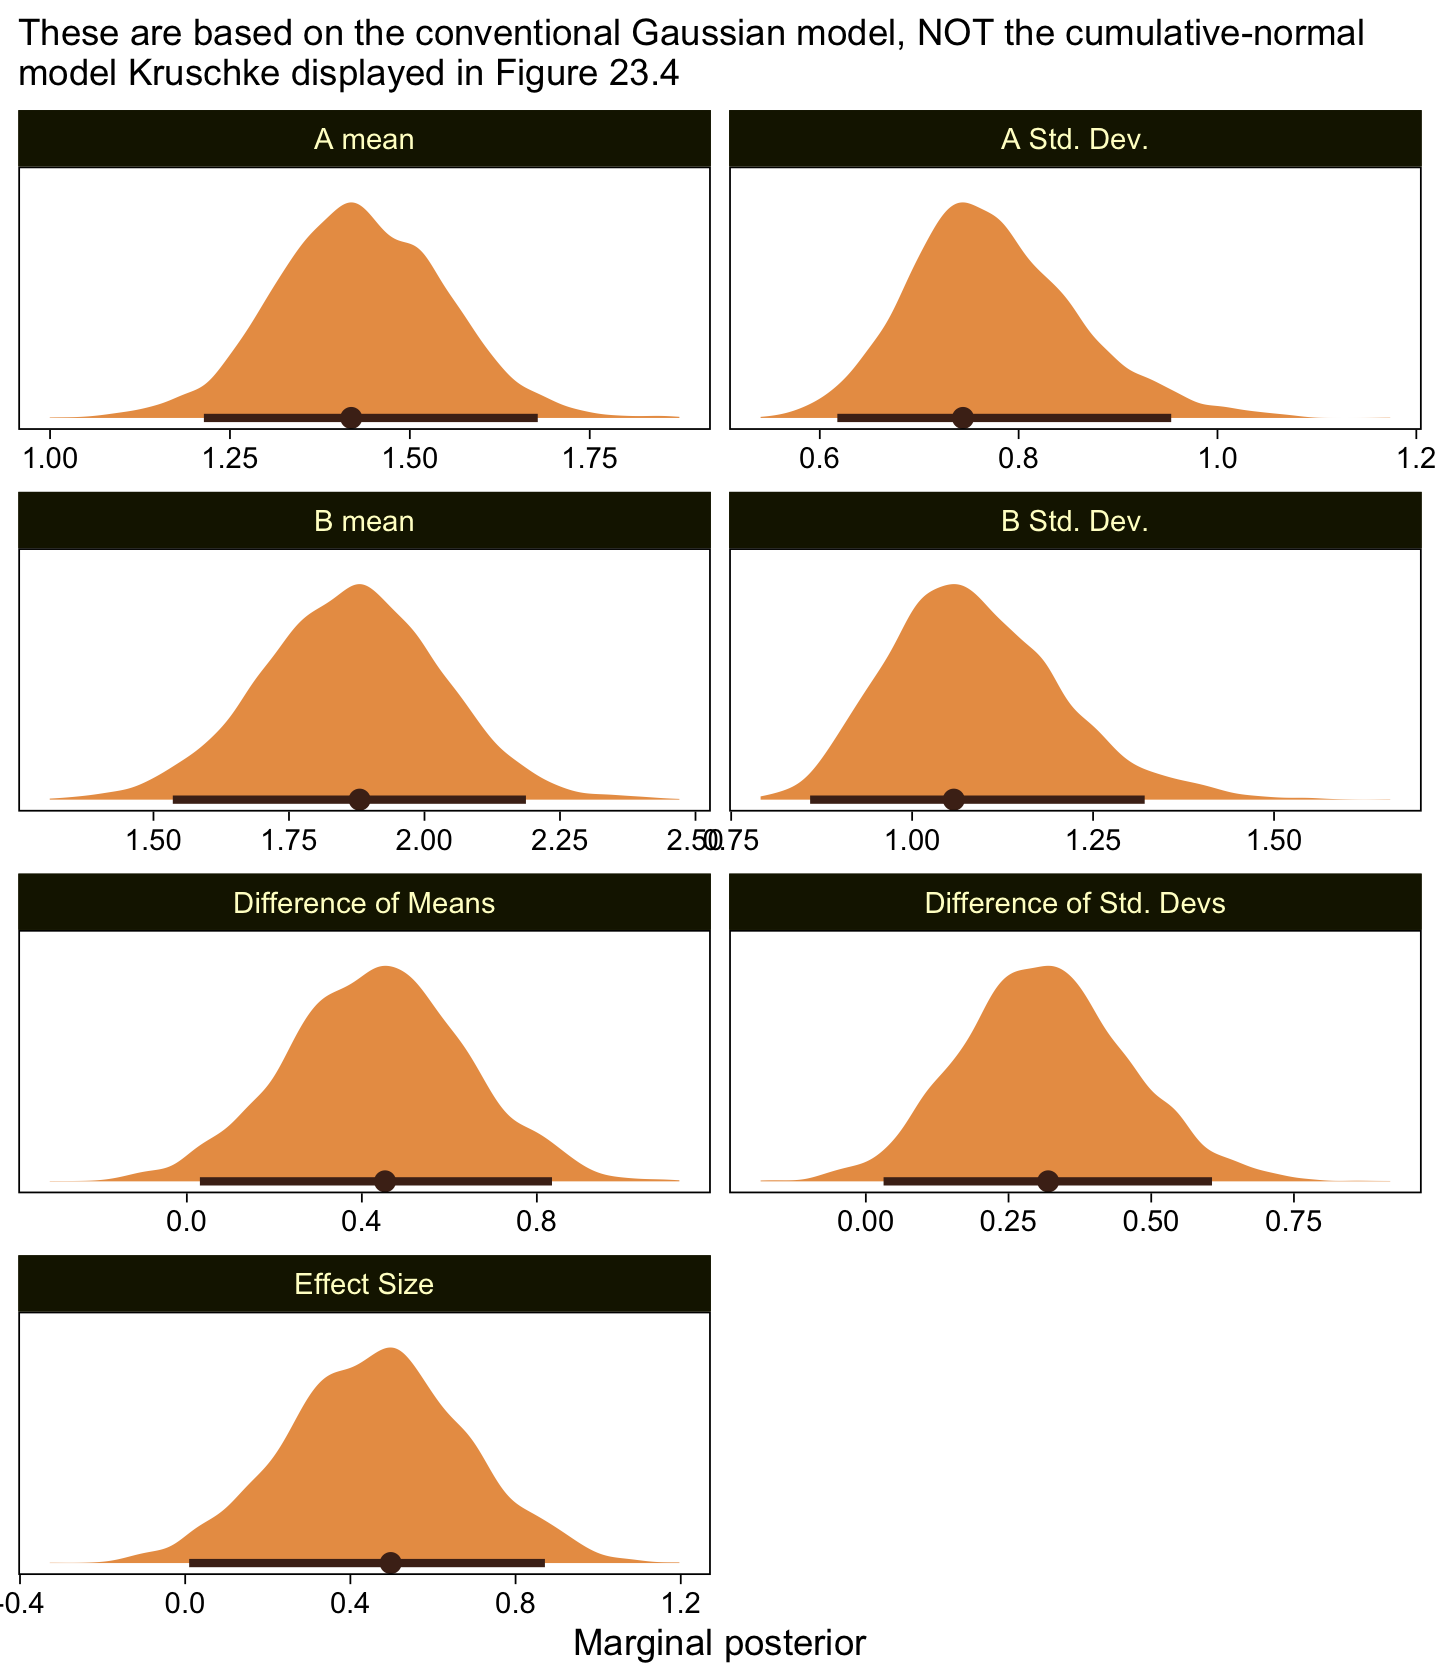 These are based on the conventional Gaussian model, NOT the cumulative-normal
model Kruschke displayed in Figure 23.4
A mean
A Std. Dev.
1.00 1.25 1.50 1.75
0.6 0.8 1.0 1.2
B mean
B Std. Dev.
1.50 1.75 2.00 2.25 2.50
0.75 1.00 1.25 1.50
Difference of Means
Difference of Std. Devs
0.0 0.4 0.8
0.00 0.25 0.50 0.75
Effect Size
-0.4 0.0 0.4 0.8 1.2
Marginal posterior